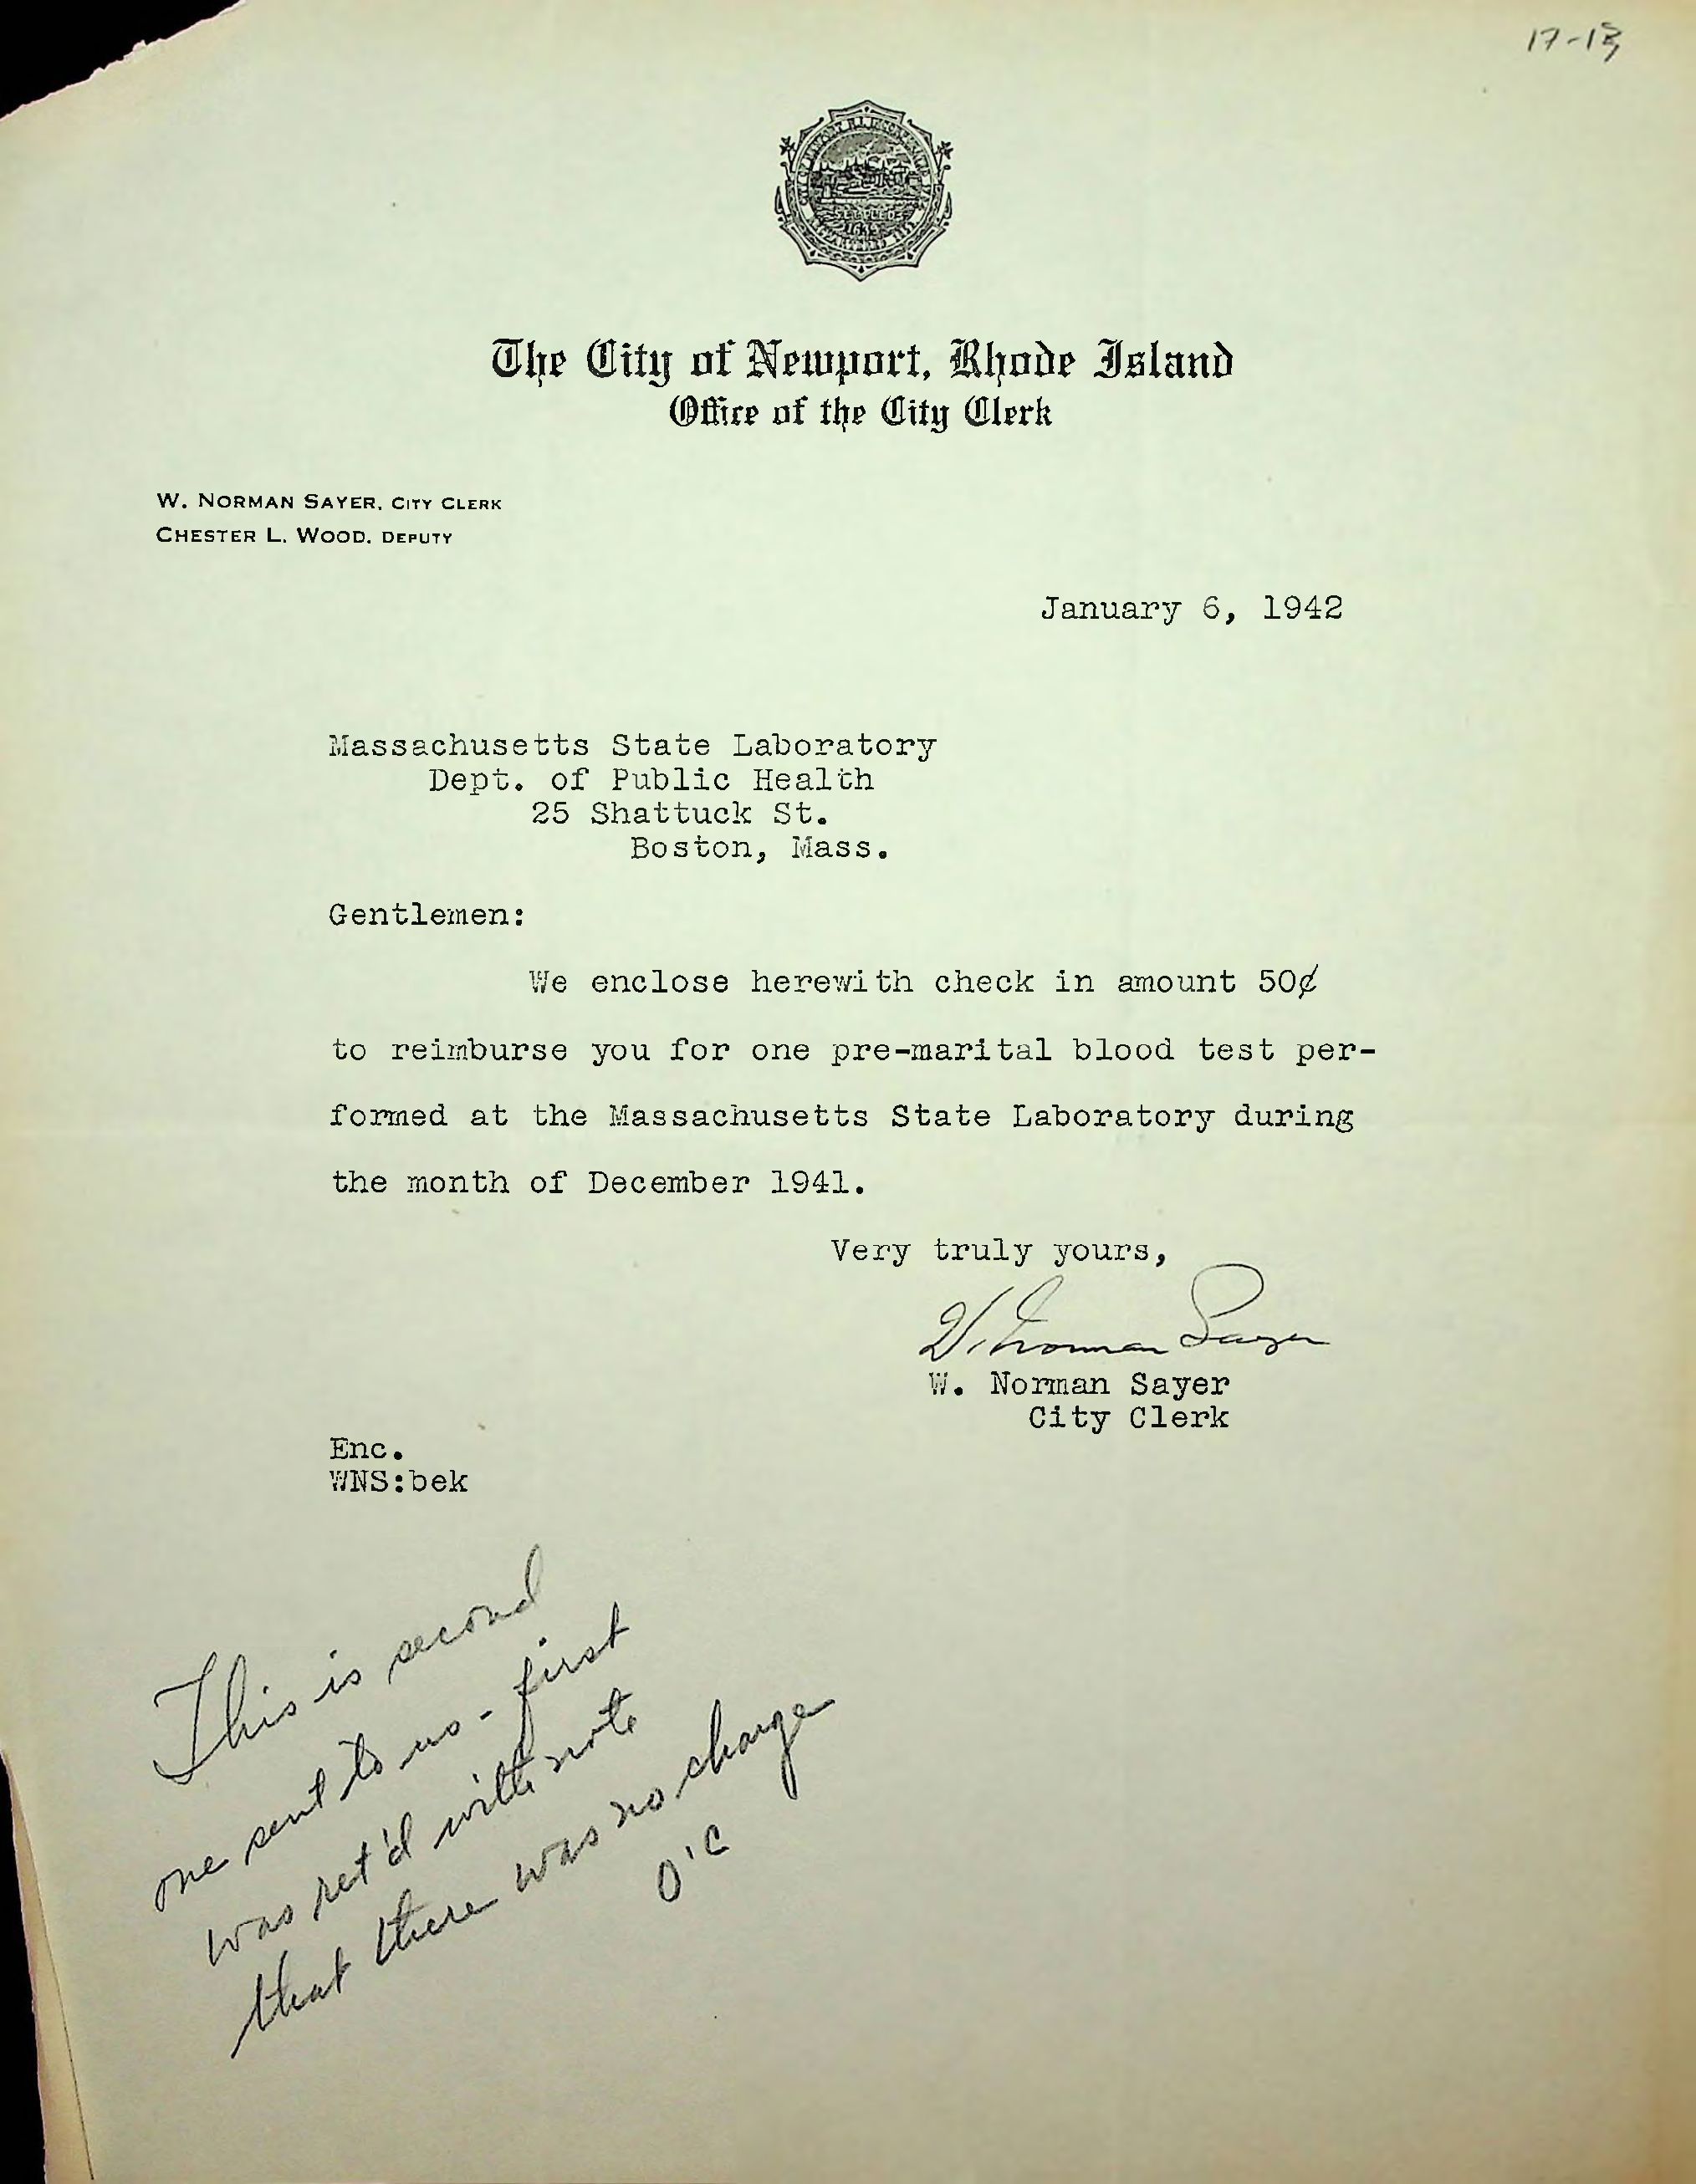 17-13
SETTLED
1639
The City of Newport, Rhode Island
Office of the City Clerk
W. NORMAN SAYER, CITY CLERK
CHESTER L. WOOD, DEPUTY
January 6, 1942
Massachusetts State Laboratory
Dept. of Public Health
25 Shattuck St.
Boston, Mass.
Gentlemen:
We enclose herewith check in amount 50¢
to reimburse you for one pre-marital blood test per-
formed at the Massachusetts State Laboratory during
the month of December 1941.
Very truly yours,
W. Norman Sayer
W. Norman Sayer
City Clerk
Enc.
WNS:bek
This is second
one sent to us - first
was ret'd with note
that there was no charge
O'C